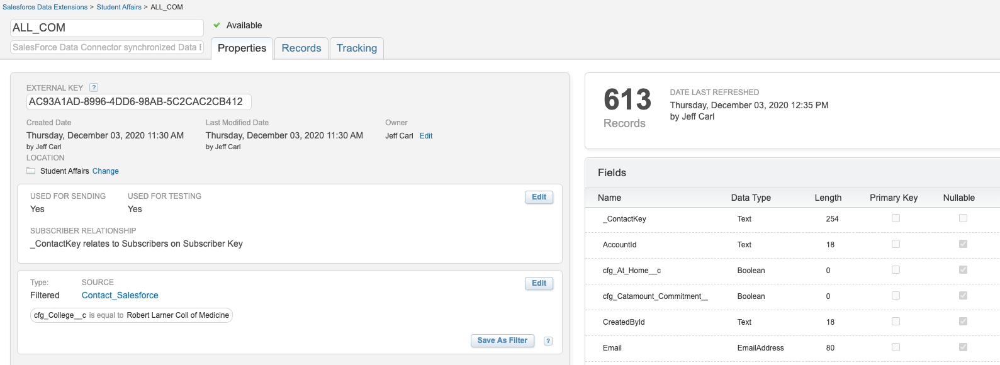 Salesforce Data Extensions > Student Affairs > ALL_COM
ALL_COM
Available
SalesForce Data Connector synchronized Data E
Properties
Records
Tracking
EXTERNAL KEY ?
AC93A1AD-8996-4DD6-98AB-5C2CAC2CB412
Created Date Last Modified Date Owner
Thursday, December 03, 2020 11:30 AM Thursday, December 03, 2020 11:30 AM Jeff Carl Edit
by Jeff Carl by Jeff Carl
LOCATION
Student Affairs Change
USED FOR SENDING USED FOR TESTING Edit
Yes Yes
SUBSCRIBER RELATIONSHIP
_ContactKey relates to Subscribers on Subscriber Key
Type: SOURCE Edit
Filtered Contact_Salesforce
cfg_College__c is equal to Robert Larner Coll of Medicine
Save As Filter ?
613
Records
DATE LAST REFRESHED
Thursday, December 03, 2020 12:35 PM
by Jeff Carl
Fields
Name Data Type Length Primary Key Nullable
_ContactKey Text 254
AccountId Text 18
cfg_At_Home__c Boolean 0
cfg_Catamount_Commitment__ Boolean 0
CreatedById Text 18
Email EmailAddress 80